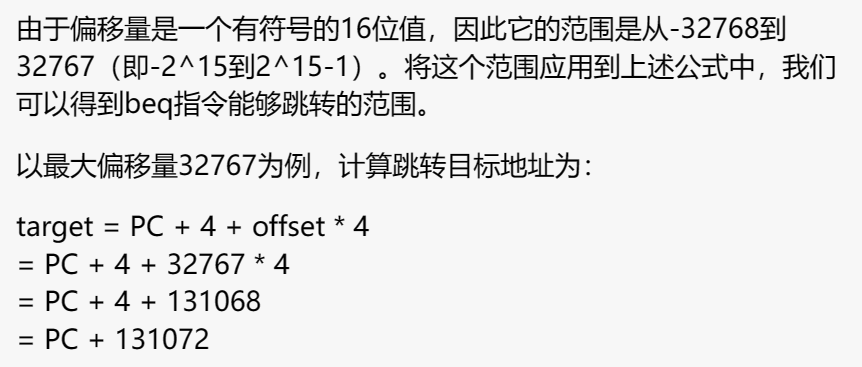 由于偏移量是一个有符号的16位值，因此它的范围是从-32768到
32767（即-2^15到2^15-1）。将这个范围应用到上述公式中，我们
可以得到beq指令能够跳转的范围。
以最大偏移量32767为例，计算跳转目标地址为：
target = PC + 4 + offset * 4
= PC + 4 + 32767 * 4
= PC + 4 + 131068
= PC + 131072